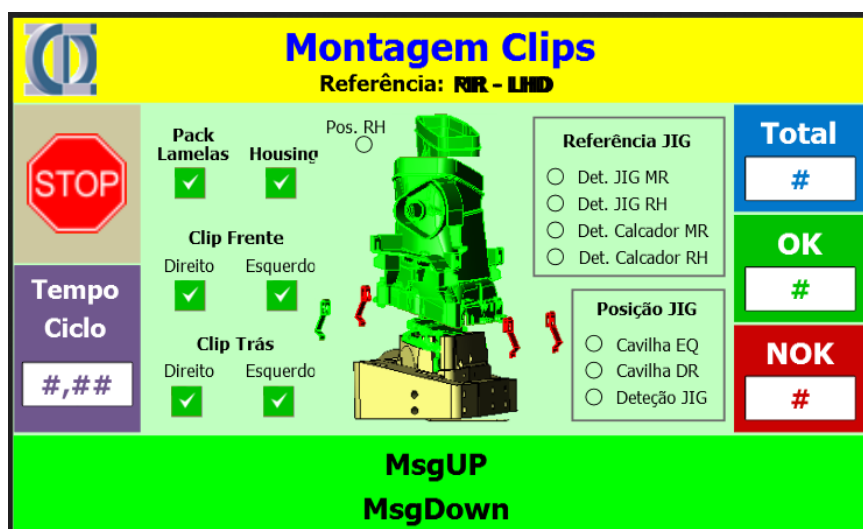 Montagem Clips
Referência: - LHD
STOP
Tempo
Ciclo
#,##
Pack
Lamelas
Housing
Clip Frente
Direito
Esquerdo
Clip Trás
Direito
Esquerdo
Pos. RH
Referência JIG
Det. JIG MR
Det. JIG RH
Det. Calcador MR
Det. Calcador RH
Posição JIG
Cavilha EQ
Cavilha DR
Deteção JIG
Total
#
OK
#
NOK
#
MsgUP
MsgDown